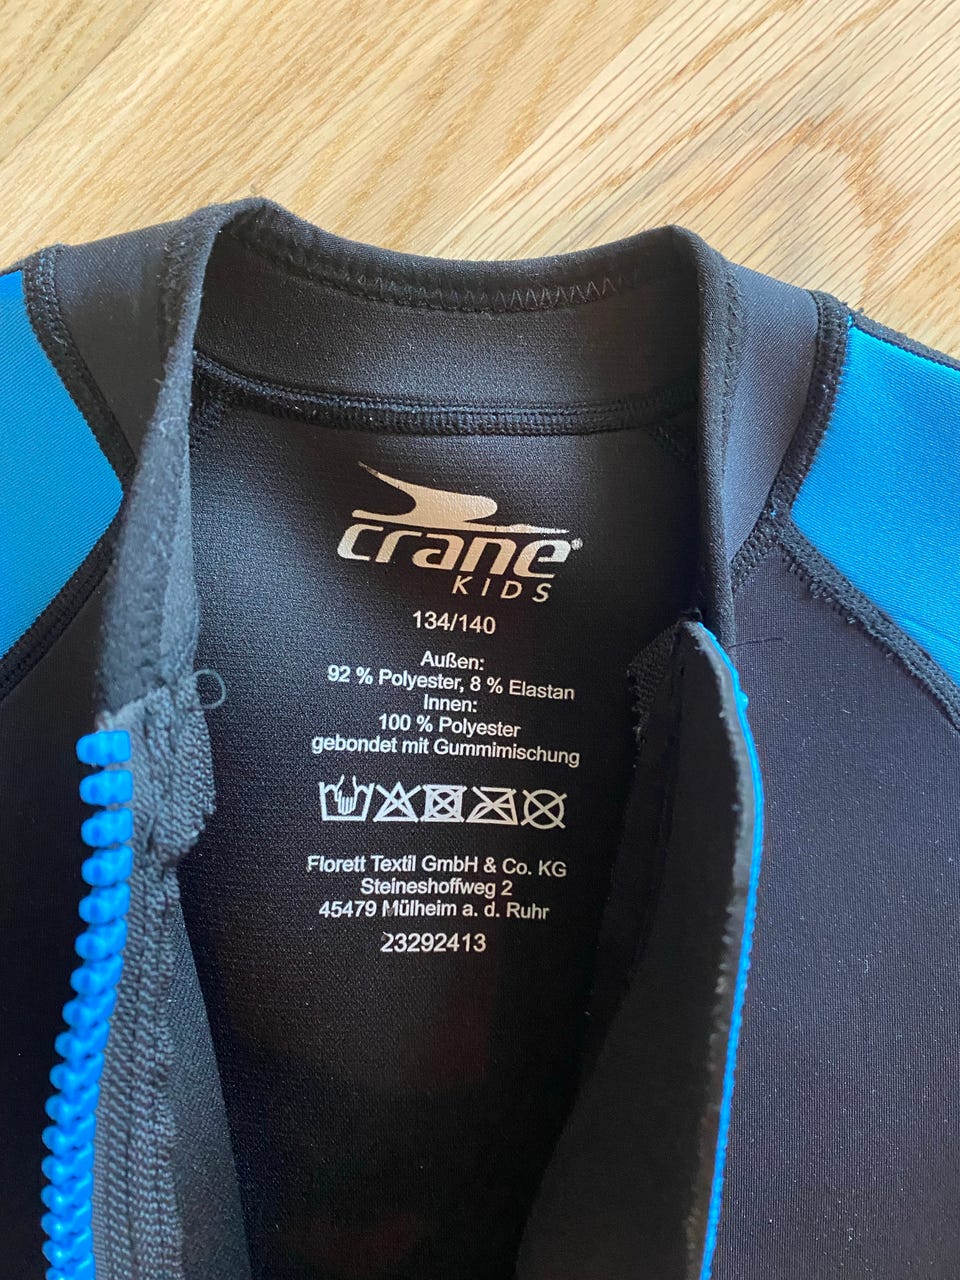 crane®
KIDS
134/140
Außen:
92 % Polyester, 8 % Elastan
Innen:
100 % Polyester
gebondet mit Gummimischung
Florett Textil GmbH & Co. KG
Steineshoffweg 2
45479 Mülheim a. d. Ruhr
23292413